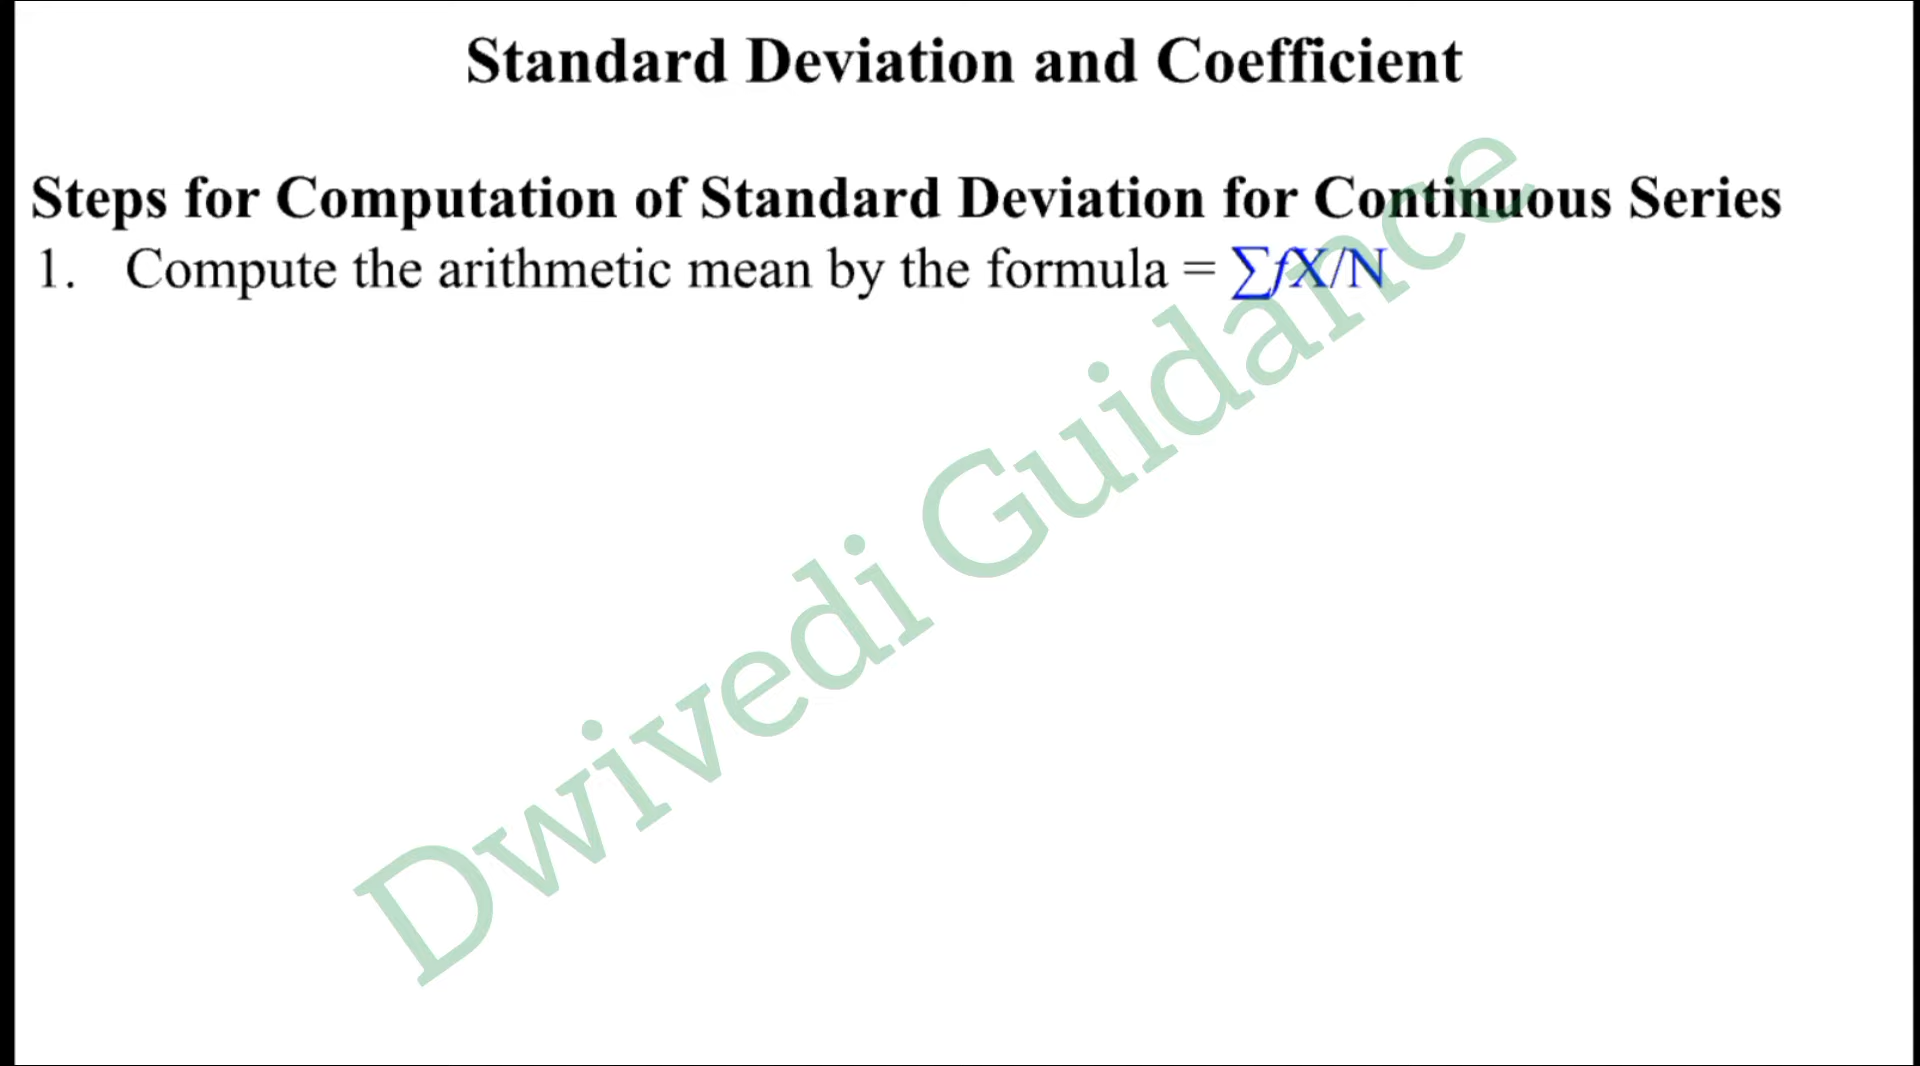 Standard Deviation and Coefficient
Steps for Computation of Standard Deviation for Continuous Series
1. Compute the arithmetic mean by the formula = ∑fX/N
Dwivedi Guidance